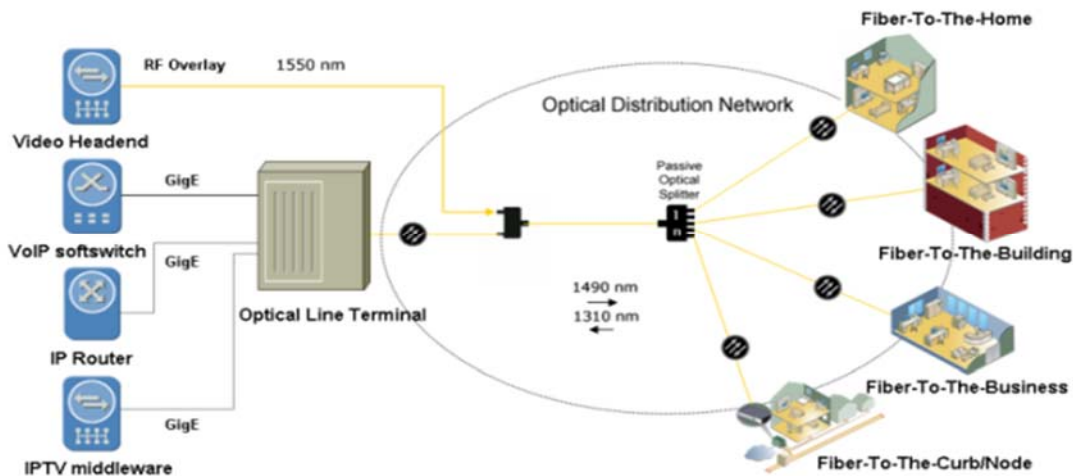 Fiber-To-The-Home
RF Overlay
1550 nm
Optical Distribution Network
Video Headend
GigE
Passive
Optical
Splitter
1
n
VoIP softswitch
GigE
Fiber-To-The-Building
1490 nm
1310 nm
Optical Line Terminal
IP Router
Fiber-To-The-Business
GigE
IPTV middleware
Fiber-To-The-Curb/Node